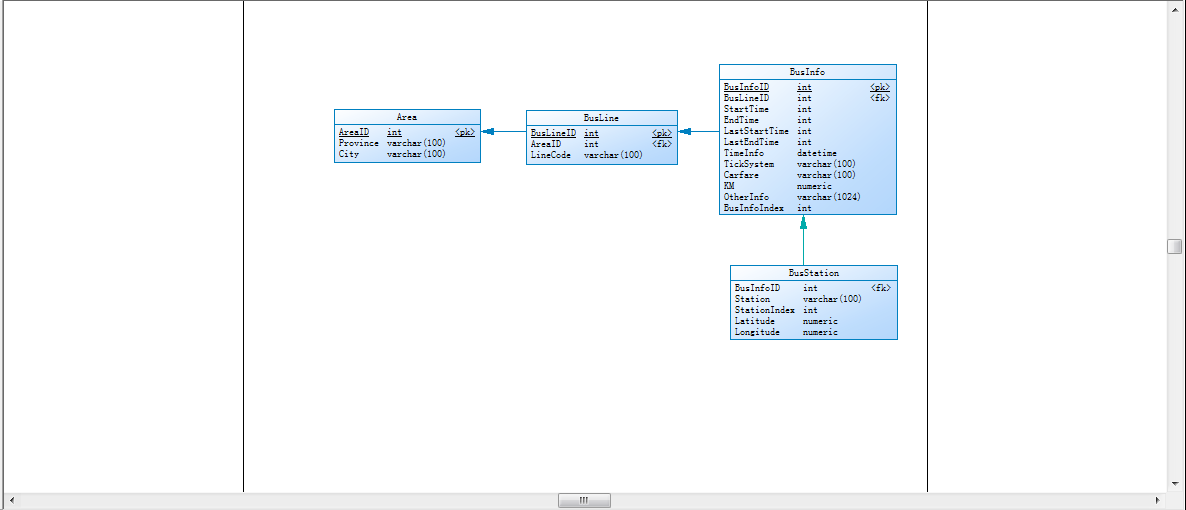 Area
AreaID int <pk>
Province varchar(100)
City varchar(100)
BusLine
BusLineID int <pk>
AreaID int <fk>
LineCode varchar(100)
BusInfo
BusInfoID int <pk>
BusLineID int <fk>
StartTime int
EndTime int
LastStartTime int
LastEndTime int
TimeInfo datetime
TickSystem varchar(100)
Carfare varchar(100)
KM numeric
OtherInfo varchar(1024)
BusInfoIndex int
BusStation
BusInfoID int <fk>
Station varchar(100)
StationIndex int
Latitude numeric
Longitude numeric